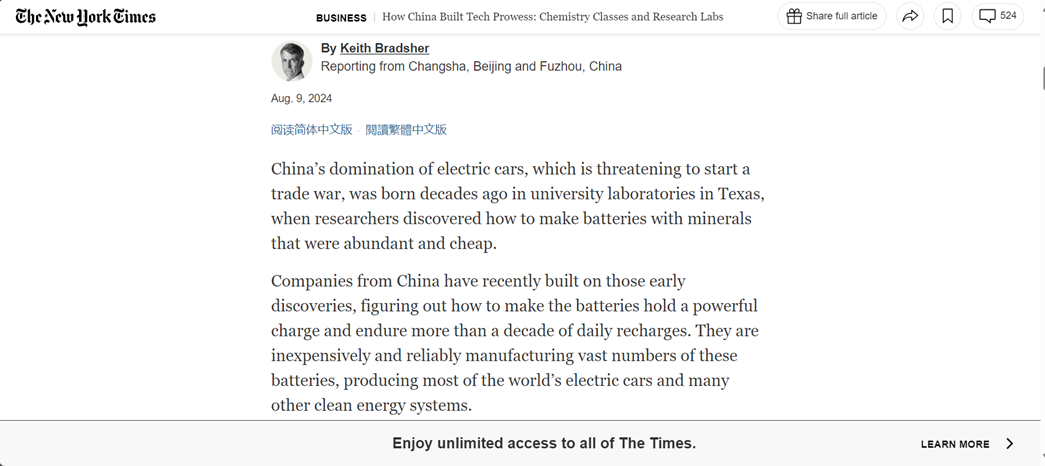 The New York Times
BUSINESS | How China Built Tech Prowess: Chemistry Classes and Research Labs
Share full article
524
By Keith Bradsher
Reporting from Changsha, Beijing and Fuzhou, China
Aug. 9, 2024
阅读简体中文版 · 閱讀繁體中文版
China’s domination of electric cars, which is threatening to start a
trade war, was born decades ago in university laboratories in Texas,
when researchers discovered how to make batteries with minerals
that were abundant and cheap.
Companies from China have recently built on those early
discoveries, figuring out how to make the batteries hold a powerful
charge and endure more than a decade of daily recharges. They are
inexpensively and reliably manufacturing vast numbers of these
batteries, producing most of the world’s electric cars and many
other clean energy systems.
Enjoy unlimited access to all of The Times.
LEARN MORE